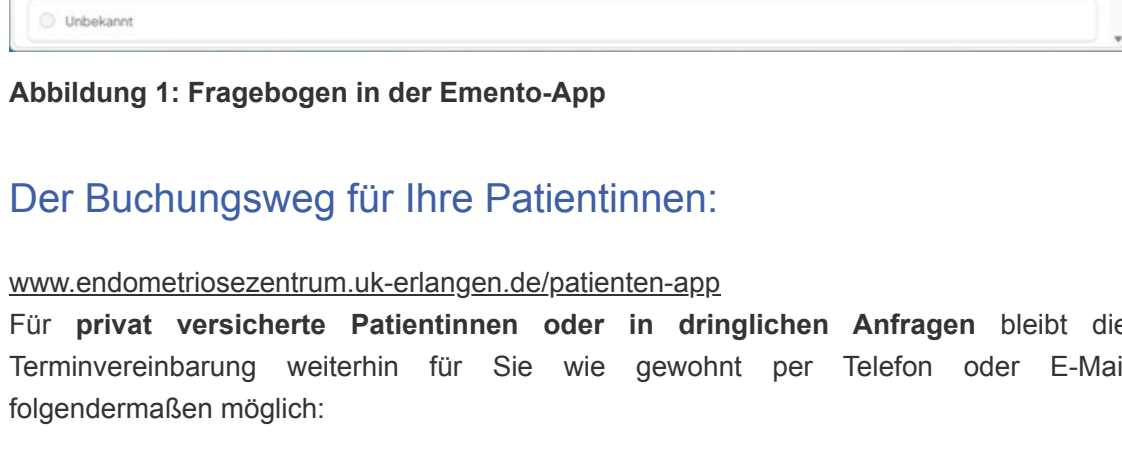 Unbekannt
Abbildung 1: Fragebogen in der Emento-App
Der Buchungsweg für Ihre Patientinnen:
www.endometriosezentrum.uk-erlangen.de/patienten-app
Für privat versicherte Patientinnen oder in dringlichen Anfragen bleibt die
Terminvereinbarung weiterhin für Sie wie gewohnt per Telefon oder E-Mai
folgendermaßen möglich: